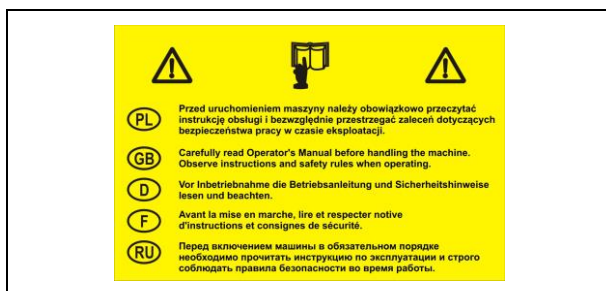 PL
Przed uruchomieniem maszyny należy obowiązkowo przeczytać
instrukcję obsługi i bezwzględnie przestrzegać zaleceń dotyczących
bezpieczeństwa pracy w czasie eksploatacji.
GB
Carefully read Operator's Manual before handling the machine.
Observe instructions and safety rules when operating.
D
Vor Inbetriebnahme die Betriebsanleitung und Sicherheitshinweise
lesen und beachten.
F
Avant la mise en marche, lire et respecter notive
d'instructions et consignes de sécurité.
RU
Перед включением машины в обязательном порядке
необходимо прочитать инструкцию по эксплуатации и строго
соблюдать правила безопасности во время работы.